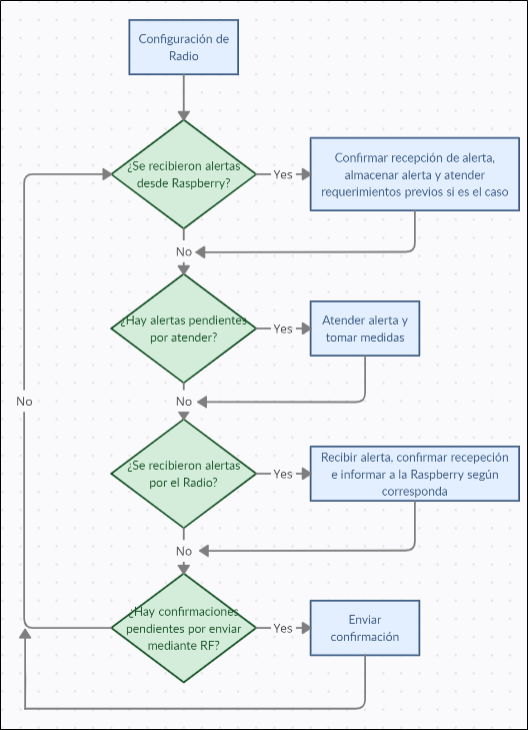 Configuración de
Radio
¿Se recibieron alertas
desde Raspberry?
Yes
Confirmar recepción de alerta,
almacenar alerta y atender
requerimientos previos si es el caso
No
¿Hay alertas pendientes
por atender?
Yes
Atender alerta y
tomar medidas
No
No
¿Se recibieron alertas
por el Radio?
Yes
Recibir alerta, confirmar recepeción
e informar a la Raspberry según
corresponda
No
¿Hay confirmaciones
pendientes por enviar
mediante RF?
Yes
Enviar
confirmación